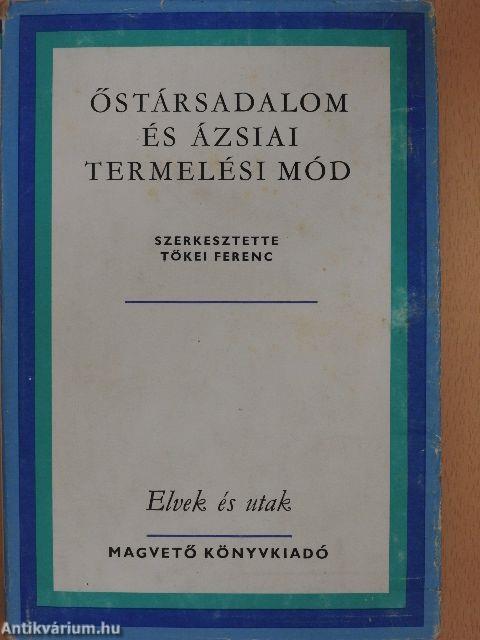 ŐSTÁRSADALOM
ÉS ÁZSIAI
TERMELÉSI MÓD
SZERKESZTETTE
TŐKEI FERENC
Elvek és utak
MAGVETŐ KÖNYVKIADÓ
Antikvárium.hu